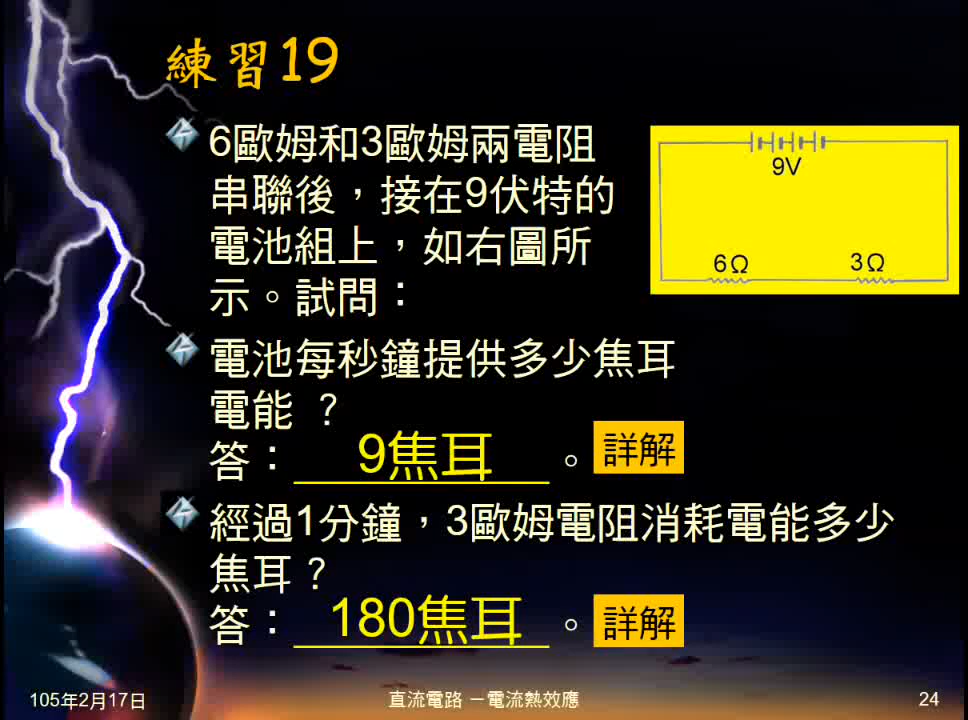 練習19
6歐姆和3歐姆兩電阻
串聯後，接在9伏特的
電池組上，如右圖所
示。試問：
9V
6Ω
3Ω
電池每秒鐘提供多少焦耳
電能 ？
答：9焦耳。 詳解
經過1分鐘，3歐姆電阻消耗電能多少
焦耳？
答：180焦耳。 詳解
105年2月17日
直流電路 －電流熱效應
24